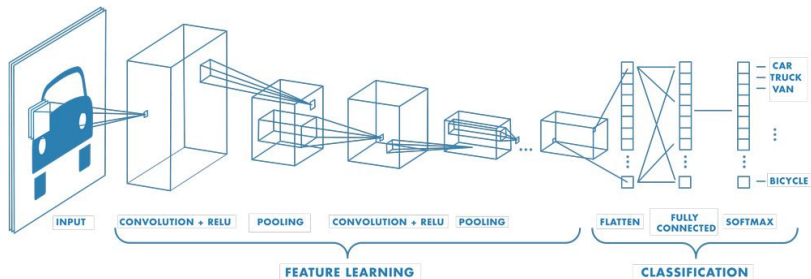 CAR
TRUCK
VAN
BICYCLE
INPUT
CONVOLUTION + RELU
POOLING
CONVOLUTION + RELU
POOLING
FLATTEN
FULLY
CONNECTED
SOFTMAX
FEATURE LEARNING
CLASSIFICATION